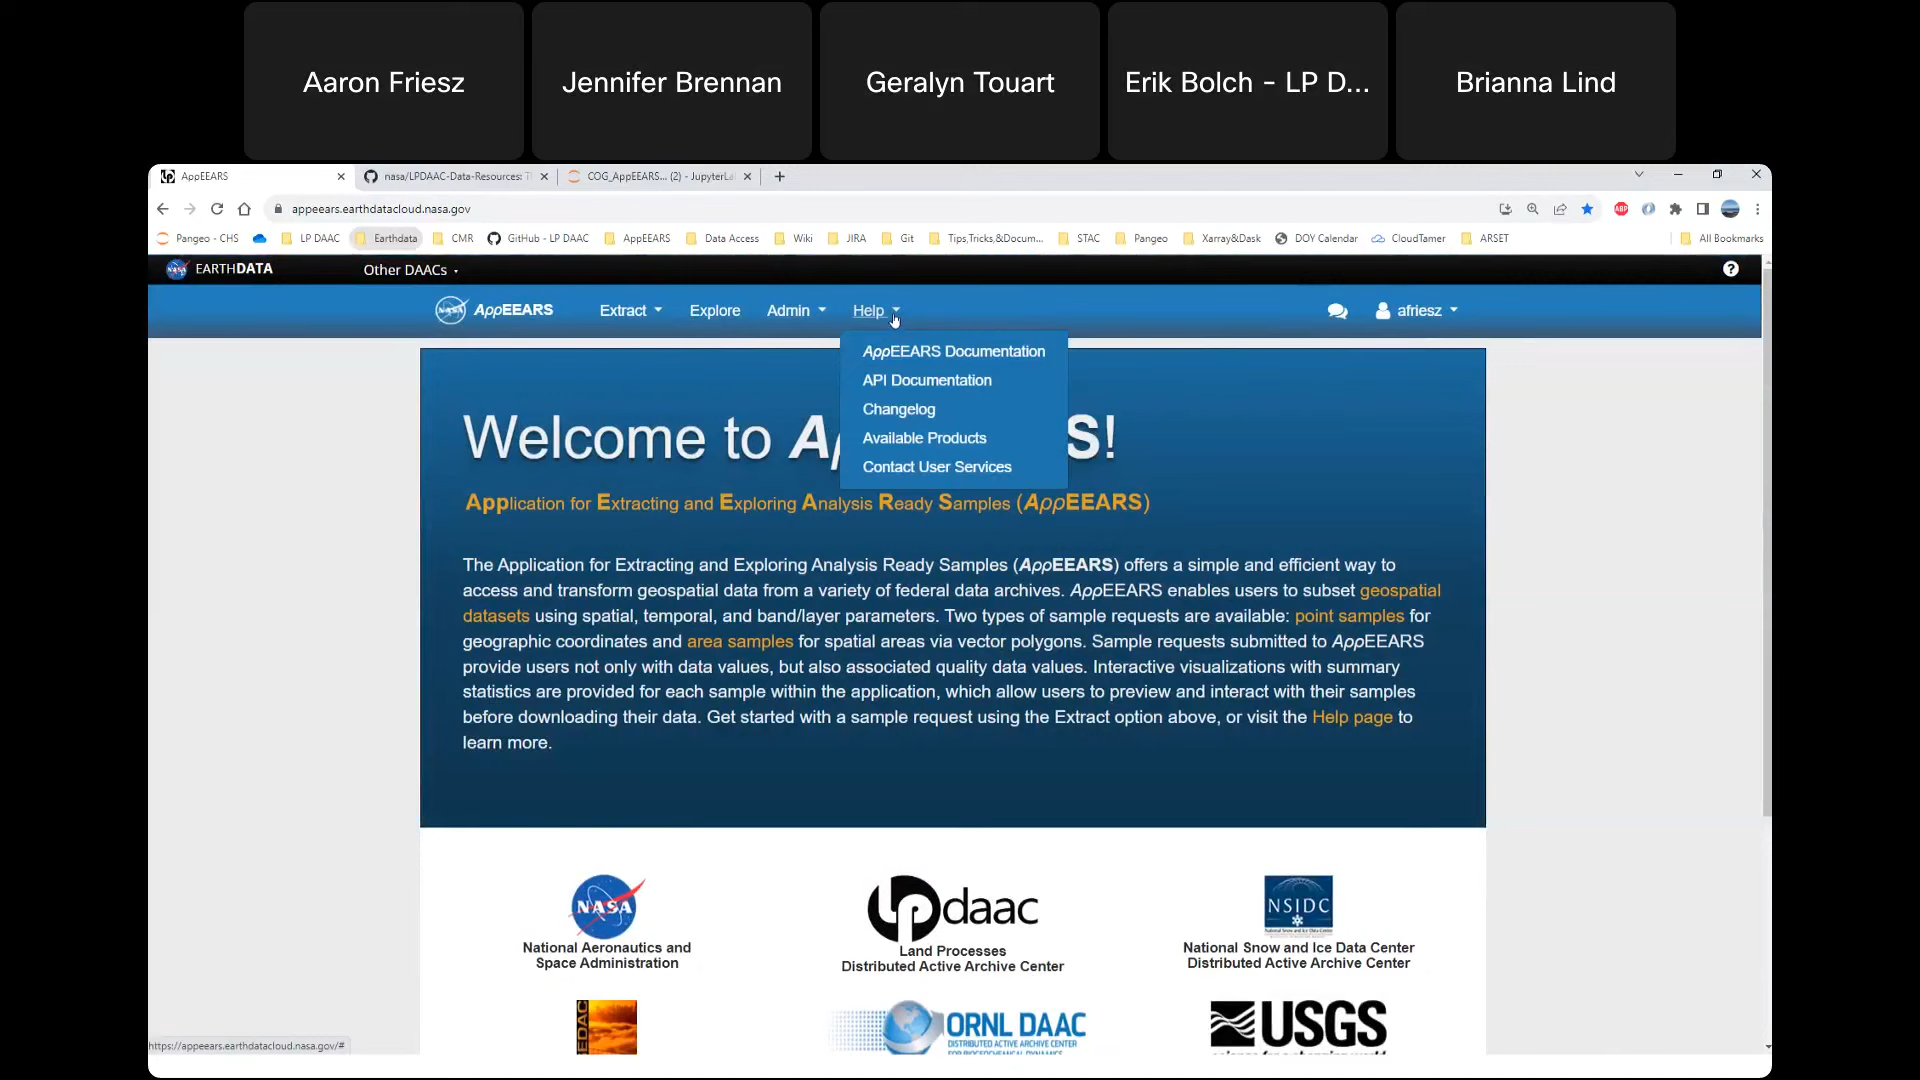 Aaron Friesz
Jennifer Brennan
Geralyn Touart
Erik Bolch - LP D...
Brianna Lind
AppEEARS
nasa/LPDAAC-Data-Resources: T
COG_AppEEARS... (2) - JupyterLa
appeears.earthdatacloud.nasa.gov
ABP
Pangeo - CHS
LP DAAC
Earthdata
CMR
GitHub - LP DAAC
AppEEARS
Data Access
Wiki
JIRA
Git
Tips,Tricks,&Docum...
STAC
Pangeo
Xarray&Dask
DOY Calendar
CloudTamer
ARSET
All Bookmarks
EARTHDATA
Other DAACs
?
NASA
AppEEARS
Extract
Explore
Admin
Help
afriesz
AppEEARS Documentation
API Documentation
Changelog
Available Products
Contact User Services
Welcome to A S!
Application for Extracting and Exploring Analysis Ready Samples (AppEEARS)
The Application for Extracting and Exploring Analysis Ready Samples (AppEEARS) offers a simple and efficient way to
access and transform geospatial data from a variety of federal data archives. AppEEARS enables users to subset geospatial
datasets using spatial, temporal, and band/layer parameters. Two types of sample requests are available: point samples for
geographic coordinates and area samples for spatial areas via vector polygons. Sample requests submitted to AppEEARS
provide users not only with data values, but also associated quality data values. Interactive visualizations with summary
statistics are provided for each sample within the application, which allow users to preview and interact with their samples
before downloading their data. Get started with a sample request using the Extract option above, or visit the Help page to
learn more.
NASA
National Aeronautics and
Space Administration
lpdaac
Land Processes
Distributed Active Archive Center
NSIDC
National Snow and Ice Data Center
Distributed Active Archive Center
ORNL DAAC
DISTRIBUTED ACTIVE ARCHIVE CENTER
USGS
https://appeears.earthdatacloud.nasa.gov/#